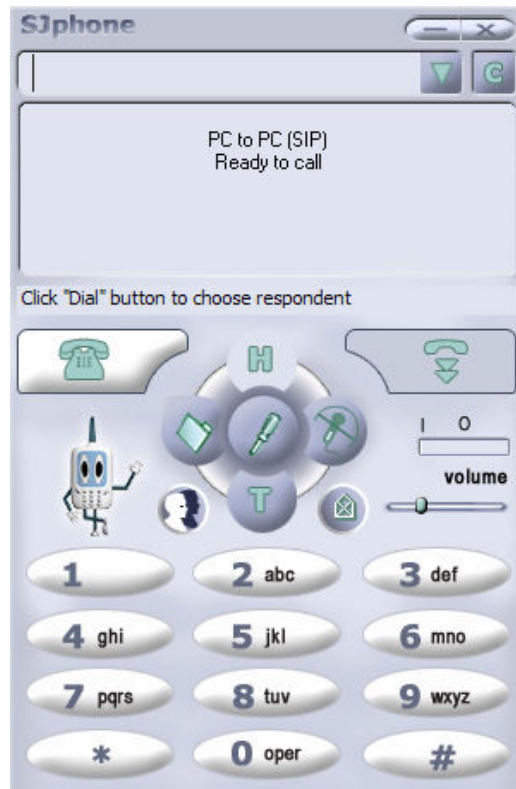 SJphone
C
PC to PC (SIP)
Ready to call
Click "Dial" button to choose respondent
H
I O
volume
T
1 2 abc 3 def
4 ghi 5 jkl 6 mno
7 pqrs 8 tuv 9 wxyz
* 0 oper #